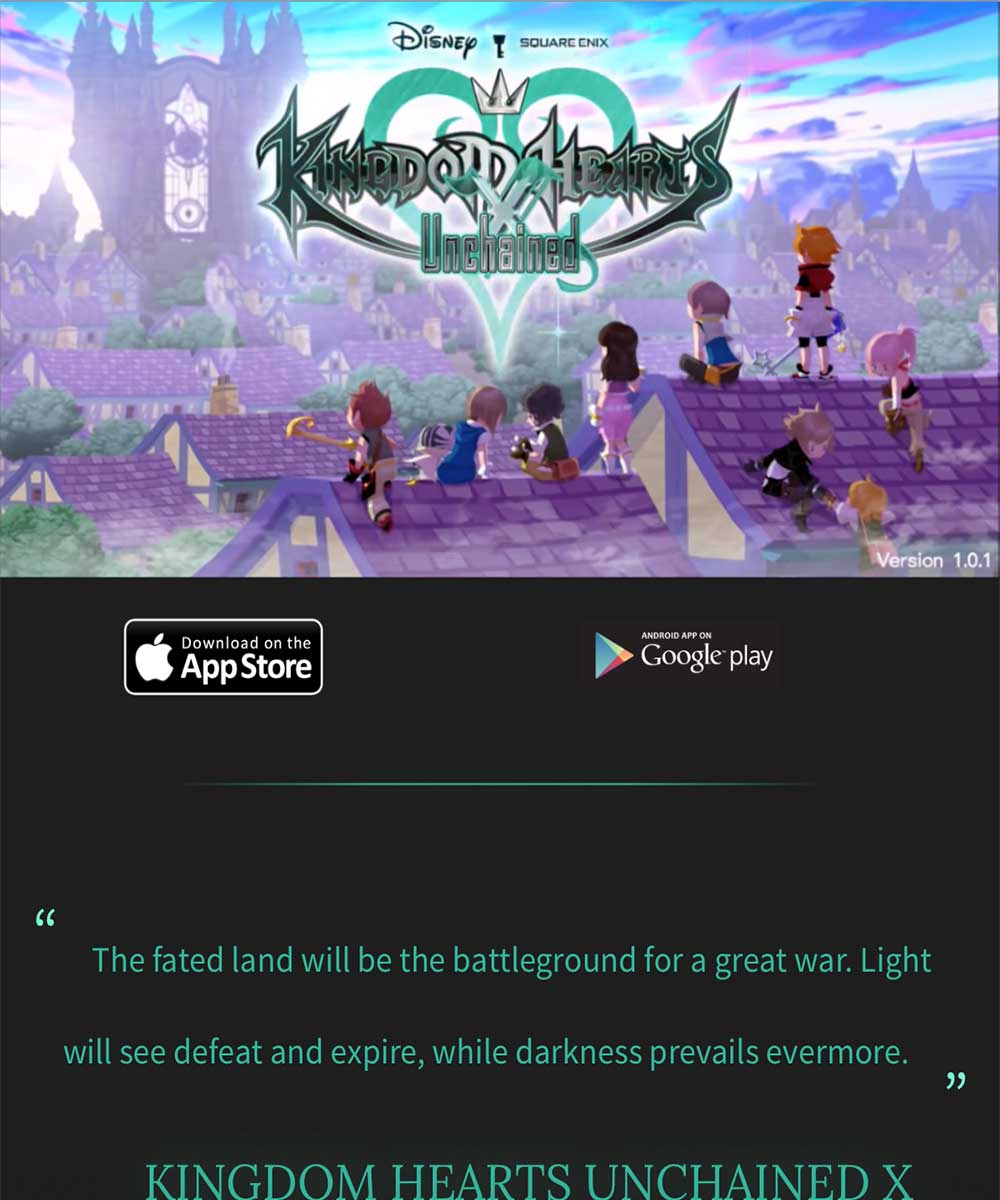 Disney SQUARE ENIX
KINGDOM HEARTS
χ
Unchained
Version 1.0.1
Download on the
App Store
ANDROID APP ON
Google play
“
The fated land will be the battleground for a great war. Light
will see defeat and expire, while darkness prevails evermore.
”
KINGDOM HEARTS UNCHAINED X